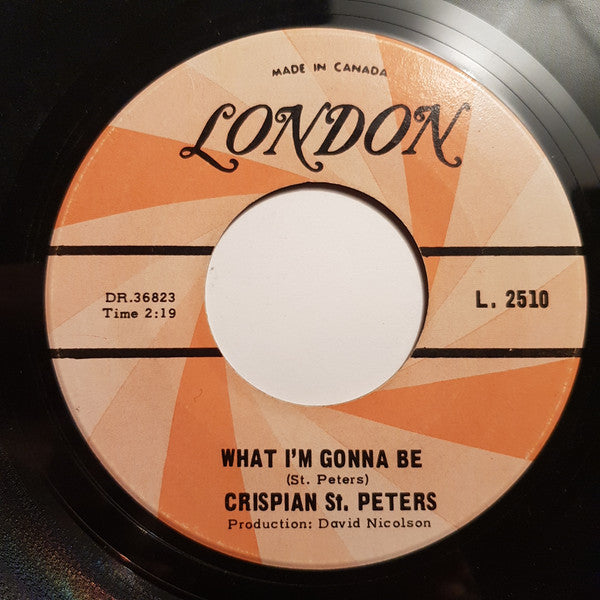 MADE IN CANADA
LONDON
DR.36823
Time 2:19
L. 2510
WHAT I'M GONNA BE
(St. Peters)
CRISPIAN St. PETERS
Production: David Nicolson